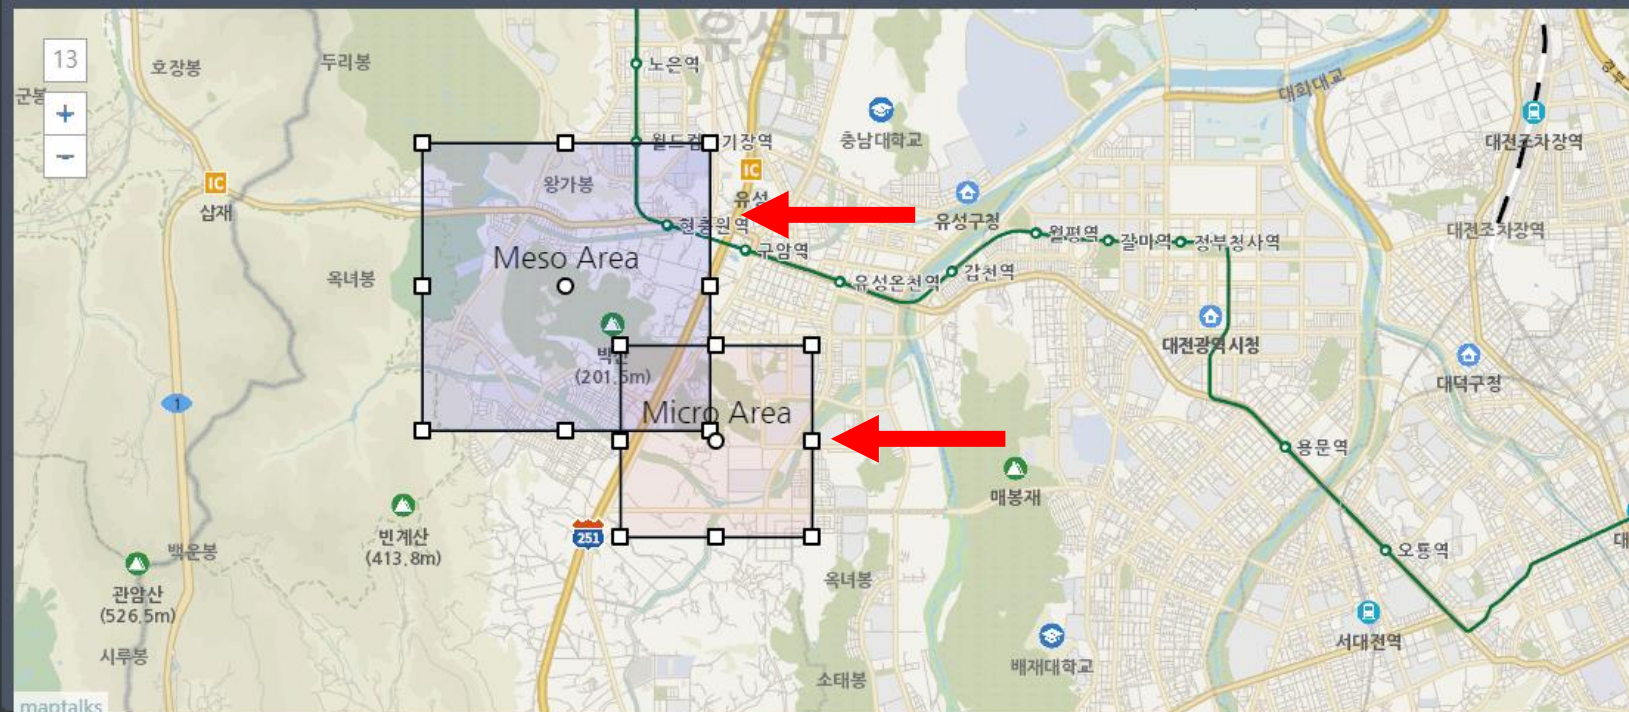 유성구
13
+
−
군봉
호장봉
두리봉
노은역
기장역
충남대학교
대화대교
대전조차장역
IC
삽재
왕가봉
IC
유성
현충원역
유성구청
구암역
월평역
갈마역
정부청사역
대전조차장역
Meso Area
옥녀봉
유성온천역
갑천역
대전광역시청
대덕구청
(201.5m)
1
Micro Area
용문역
매봉재
빈계산
(413.8m)
251
백운봉
오룡역
관암산
(526.5m)
옥녀봉
시루봉
배재대학교
서대전역
소태봉
maptalks